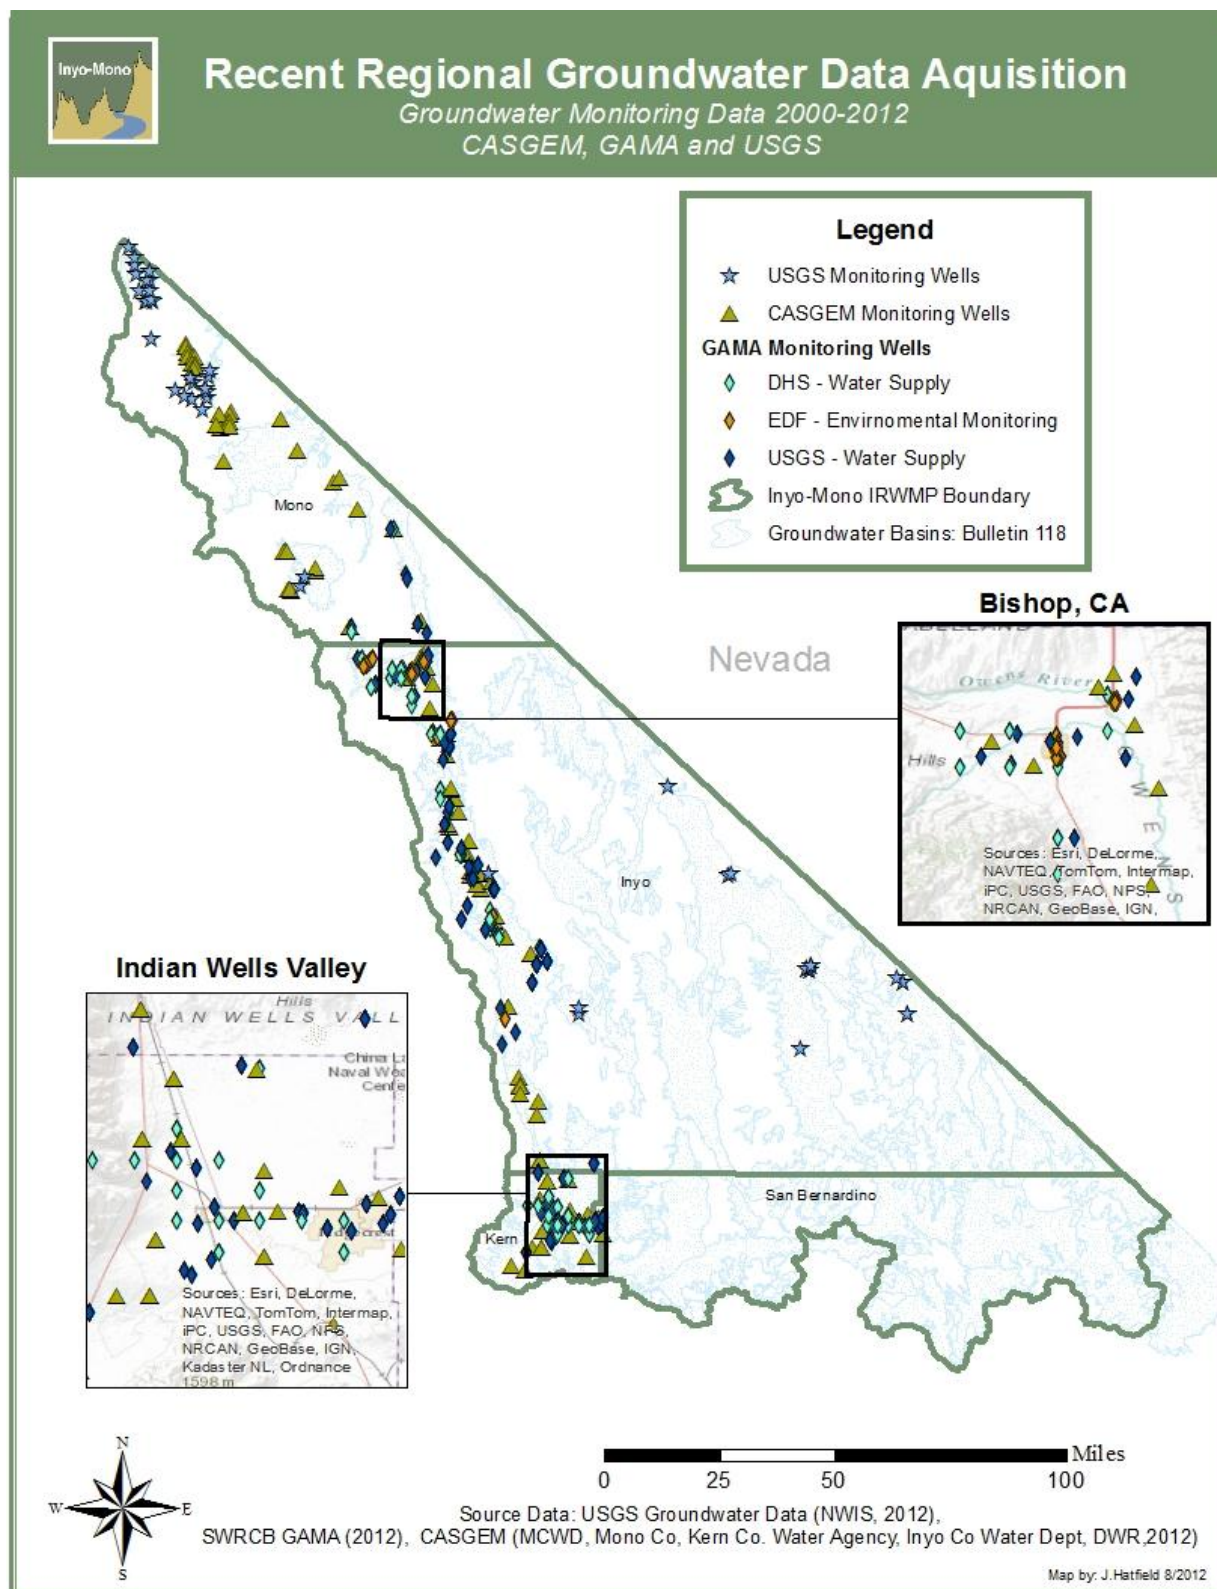 Inyo-Mono
Recent Regional Groundwater Data Aquisition
Groundwater Monitoring Data 2000-2012
CASGEM, GAMA and USGS
Legend
USGS Monitoring Wells
CASGEM Monitoring Wells
GAMA Monitoring Wells
DHS - Water Supply
EDF - Envirnomental Monitoring
USGS - Water Supply
Inyo-Mono IRWMP Boundary
Groundwater Basins: Bulletin 118
Mono
Nevada
Bishop, CA
Owens River
Hills
OWENS
Sources: Esri, DeLorme,
NAVTEQ, TomTom, Intermap,
iPC, USGS, FAO, NPS,
NRCAN, GeoBase, IGN,
Inyo
Indian Wells Valley
Hills
INDIAN WELLS VALL
China La
Naval Wea
Cente
Sources: Esri, DeLorme,
NAVTEQ, TomTom, Intermap,
iPC, USGS, FAO, NPS,
NRCAN, GeoBase, IGN,
Kadaster NL, Ordnance
1598 m
San Bernardino
Kern
N
W
E
S
Miles
0 25 50 100
Source Data: USGS Groundwater Data (NWIS, 2012),
SWRCB GAMA (2012), CASGEM (MCWD, Mono Co, Kern Co. Water Agency, Inyo Co Water Dept, DWR,2012)
Map by: J.Hatfield 8/2012